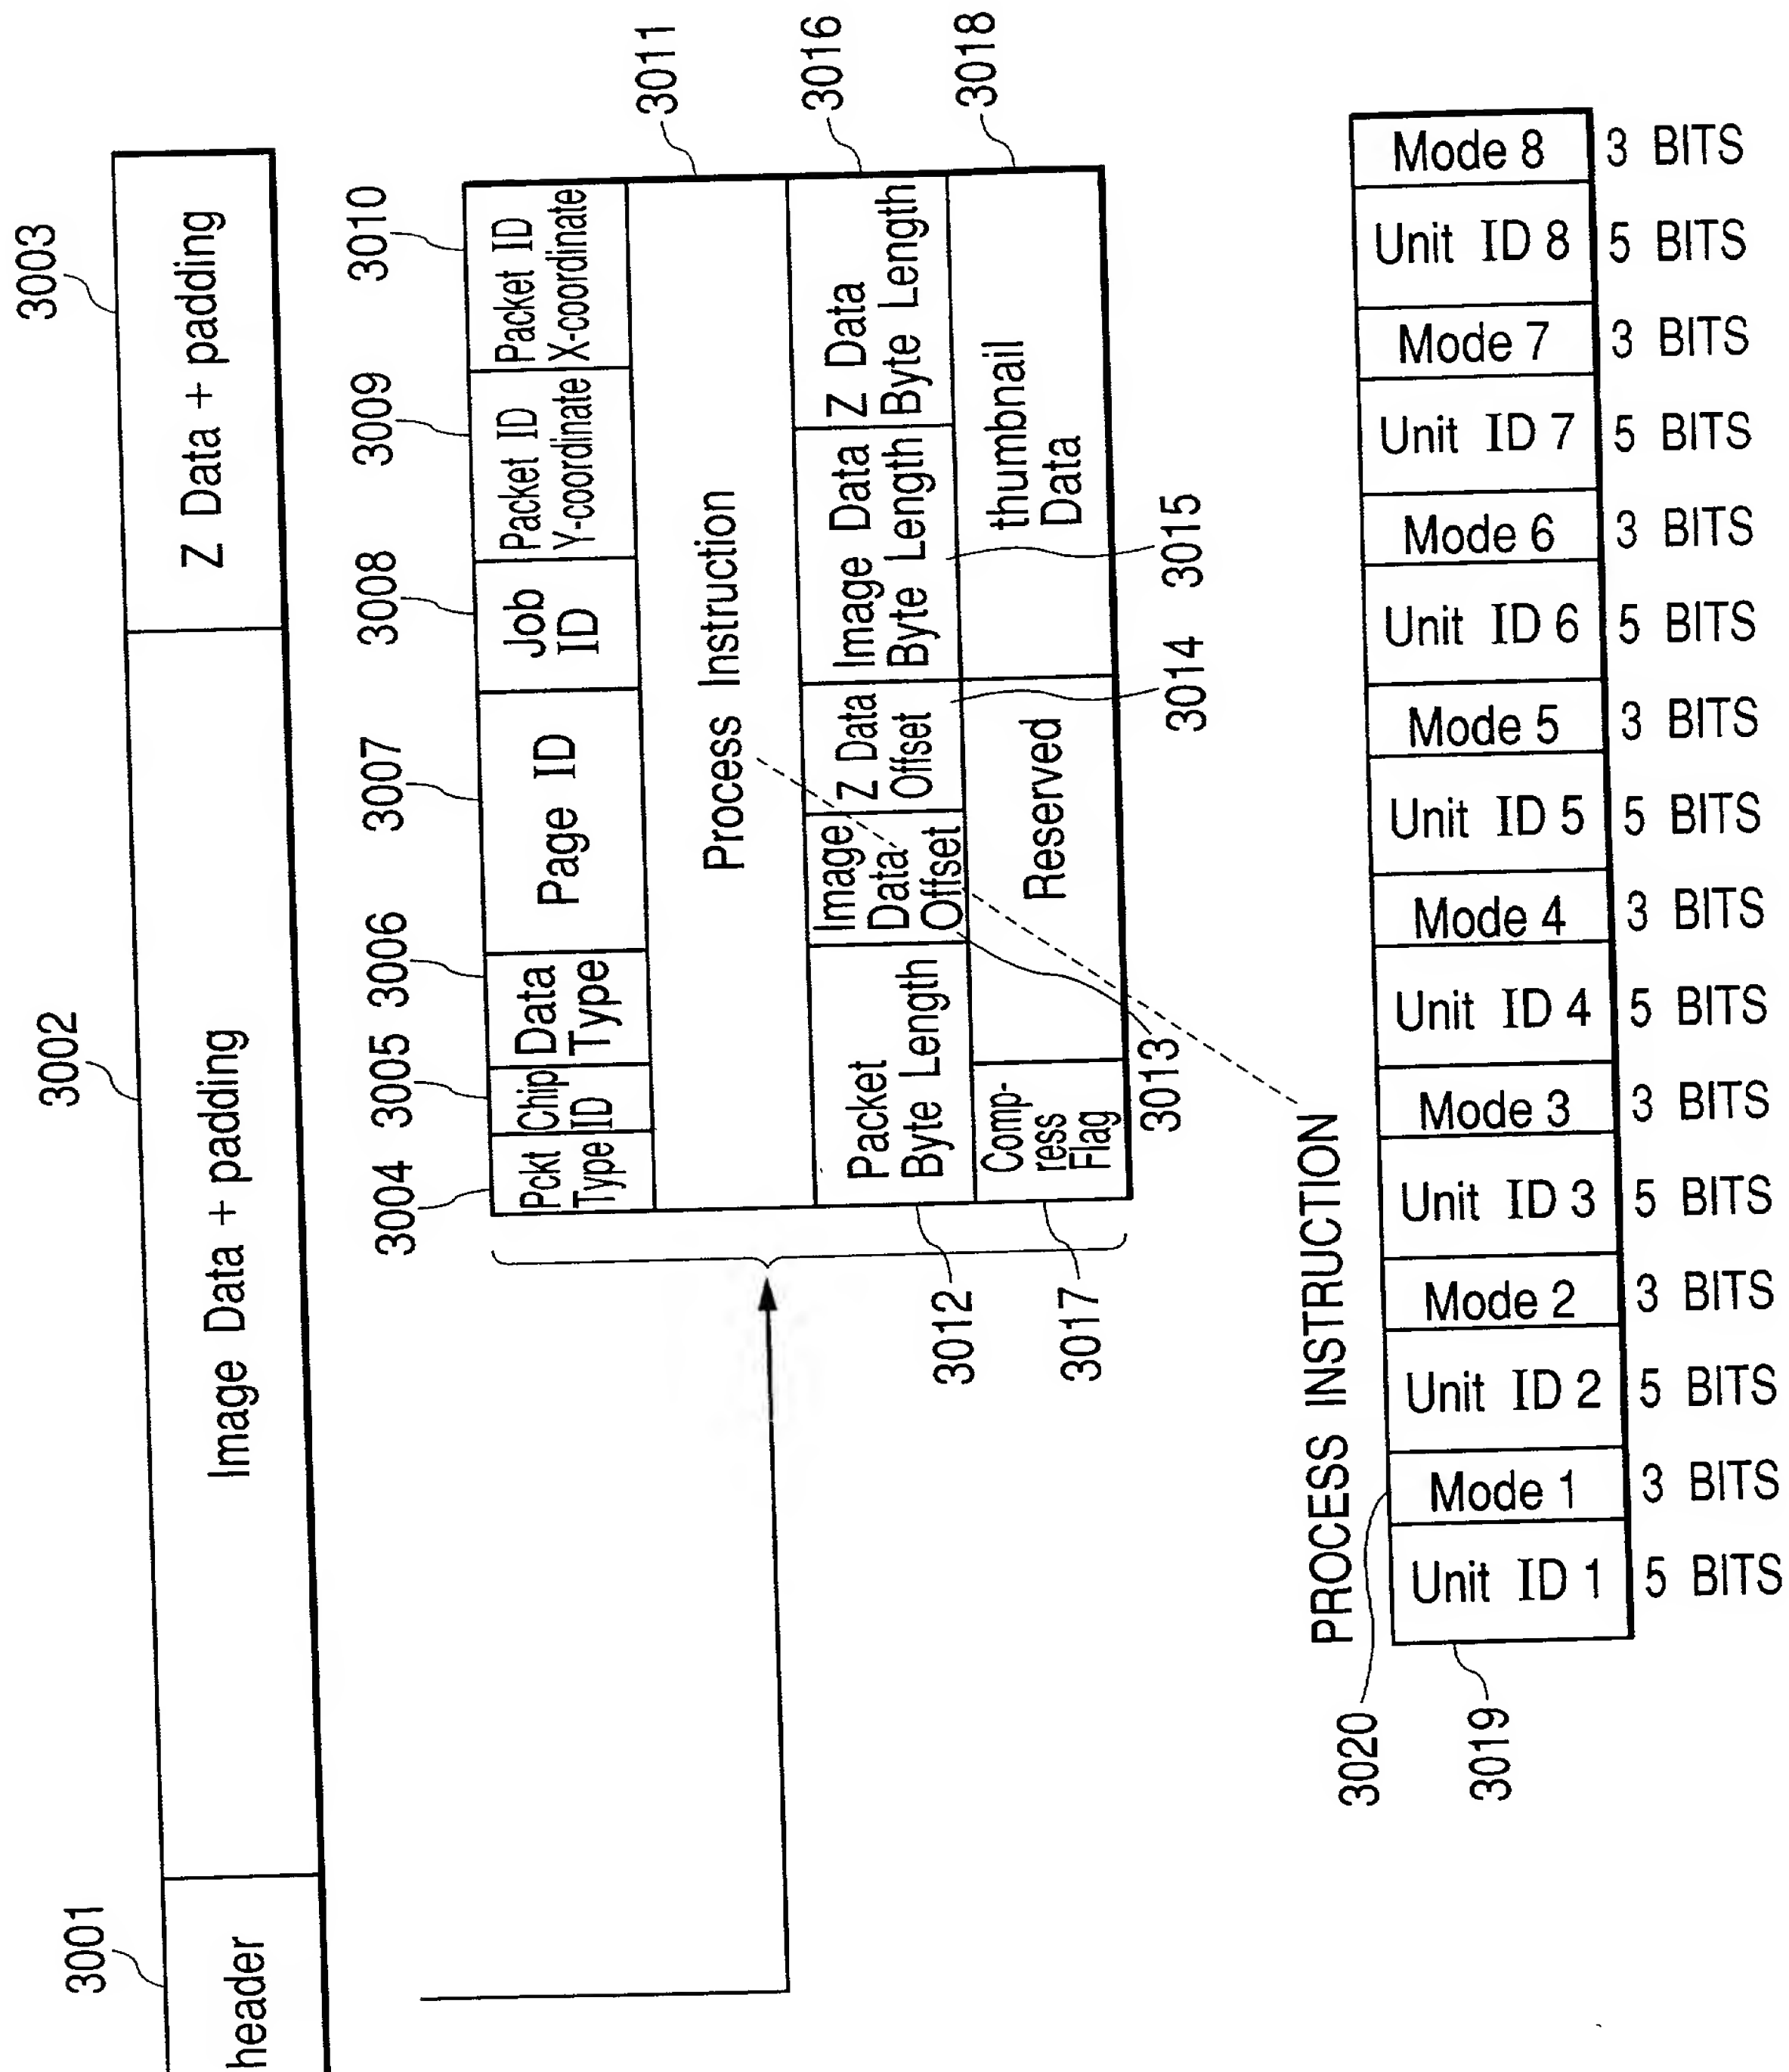 3001
3002
3003
header
Image Data + padding
Z Data + padding
3004
3005
3006
3007
3008
3009
3010
Pckt
Type
Chip
ID
Data
Type
Page ID
Job
ID
Packet ID
Y-coordinate
Packet ID
X-coordinate
Process Instruction
3011
Packet
Byte Length
Image
Data
Offset
Z Data
Offset
Image Data
Byte Length
Z Data
Byte Length
3016
Comp-
ress
Flag
Reserved
thumbnail
Data
3018
3012
3017
3013
3014
3015
PROCESS INSTRUCTION
3020
3019
Unit ID 1
Mode 1
Unit ID 2
Mode 2
Unit ID 3
Mode 3
Unit ID 4
Mode 4
Unit ID 5
Mode 5
Unit ID 6
Mode 6
Unit ID 7
Mode 7
Unit ID 8
Mode 8
5 BITS
3 BITS
5 BITS
3 BITS
5 BITS
3 BITS
5 BITS
3 BITS
5 BITS
3 BITS
5 BITS
3 BITS
5 BITS
3 BITS
5 BITS
3 BITS